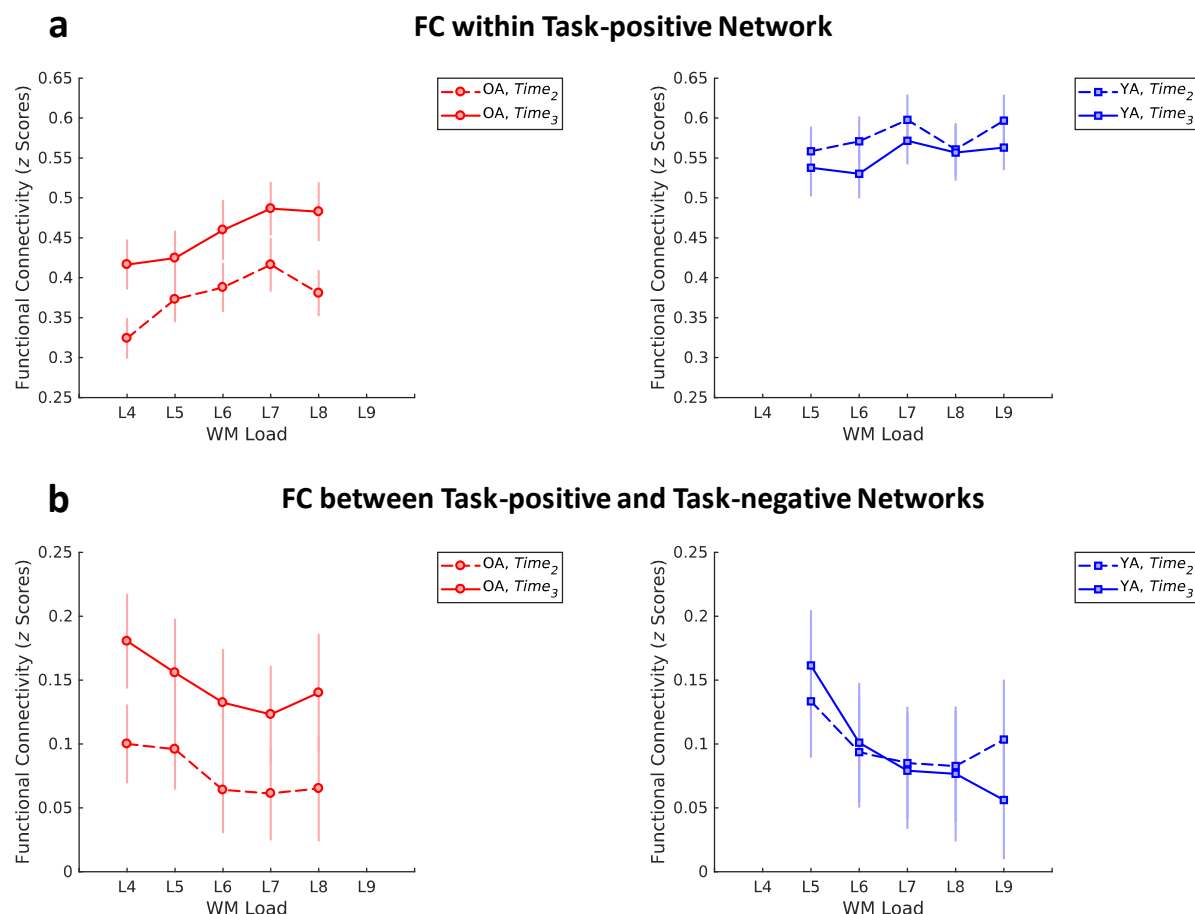 a
FC within Task-positive Network
Functional Connectivity (z Scores)
0.65
0.6
0.55
0.5
0.45
0.4
0.35
0.3
0.25
L4 L5 L6 L7 L8 L9
WM Load
OA, Time2
OA, Time3
Functional Connectivity (z Scores)
0.65
0.6
0.55
0.5
0.45
0.4
0.35
0.3
0.25
L4 L5 L6 L7 L8 L9
WM Load
YA, Time2
YA, Time3
b
FC between Task-positive and Task-negative Networks
Functional Connectivity (z Scores)
0.25
0.2
0.15
0.1
0.05
0
L4 L5 L6 L7 L8 L9
WM Load
OA, Time2
OA, Time3
Functional Connectivity (z Scores)
0.25
0.2
0.15
0.1
0.05
0
L4 L5 L6 L7 L8 L9
WM Load
YA, Time2
YA, Time3